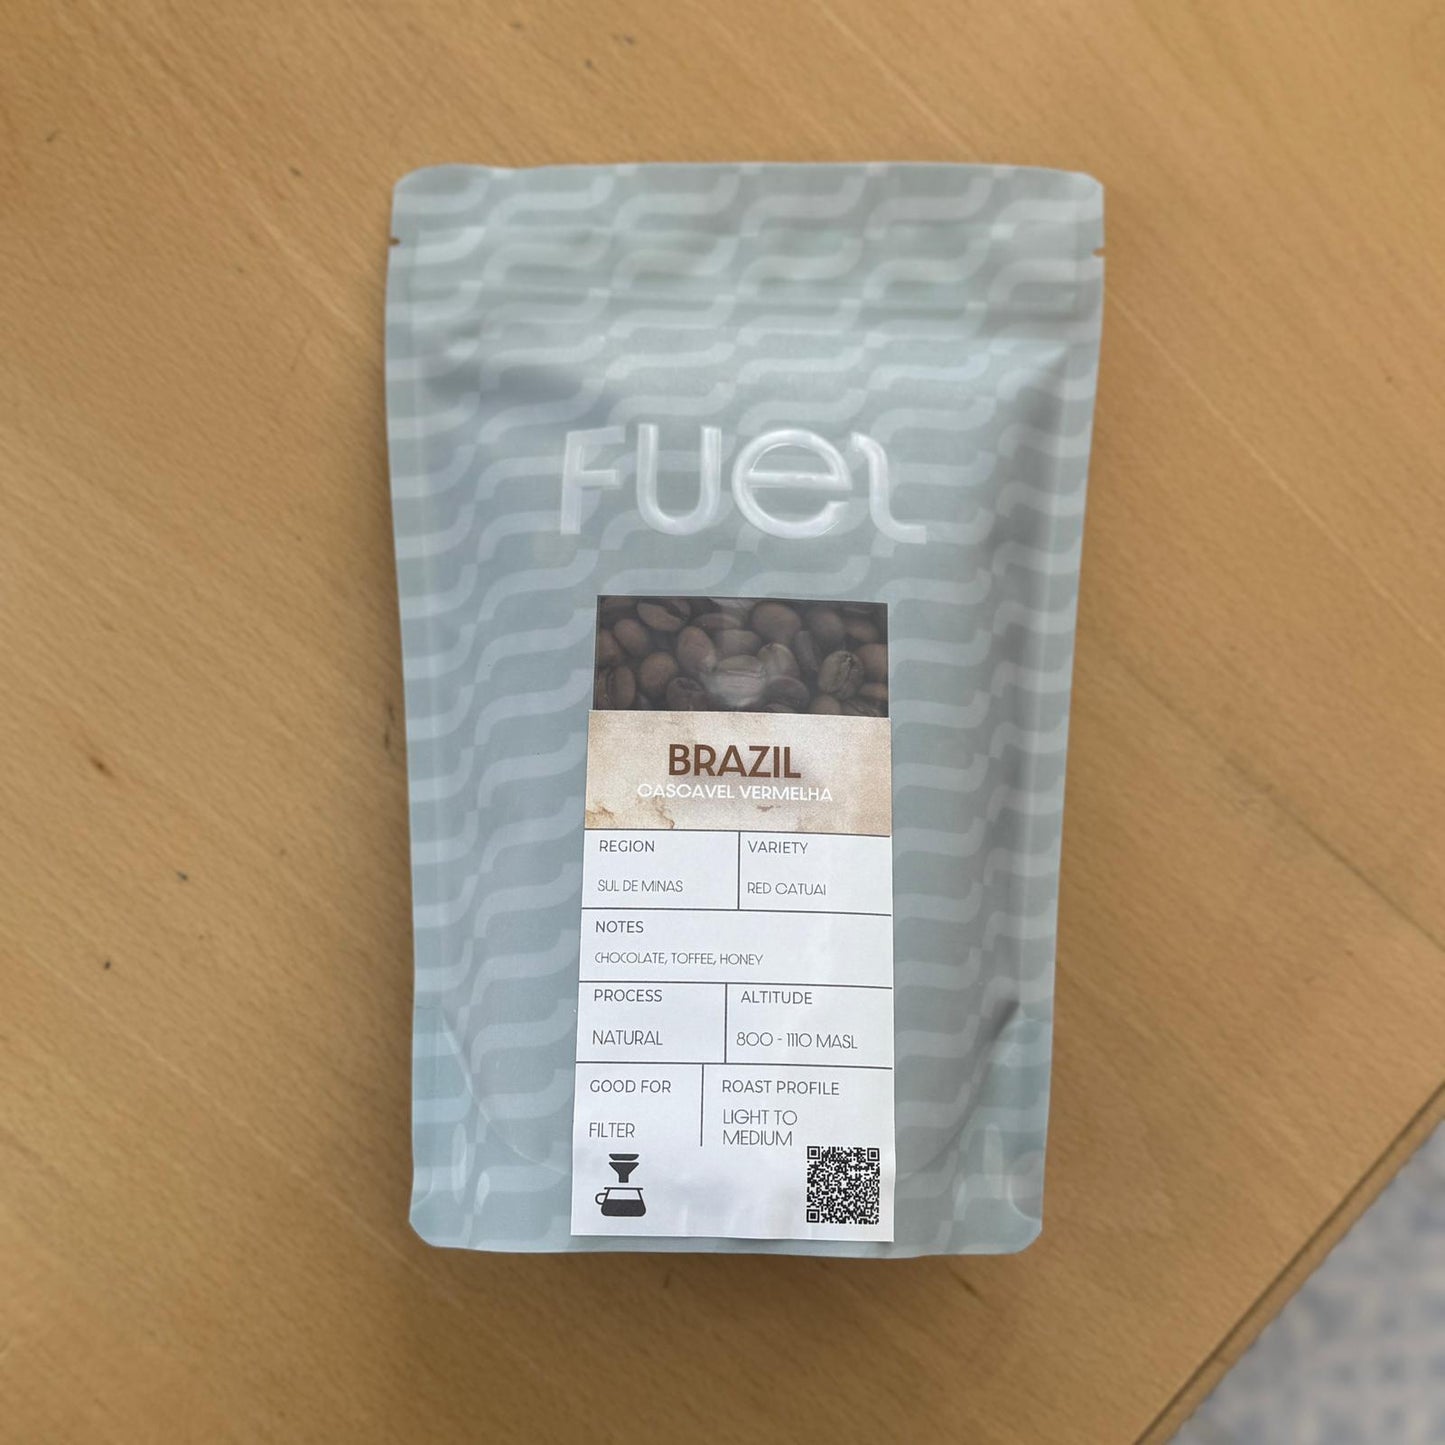 FUEL
BRAZIL
CASCAVEL VERMELHA
REGION
VARIETY
SUL DE MINAS
RED CATUAI
NOTES
CHOCOLATE, TOFFEE, HONEY
PROCESS
ALTITUDE
NATURAL
800 - 1110 MASL
GOOD FOR
ROAST PROFILE
FILTER
LIGHT TO
MEDIUM